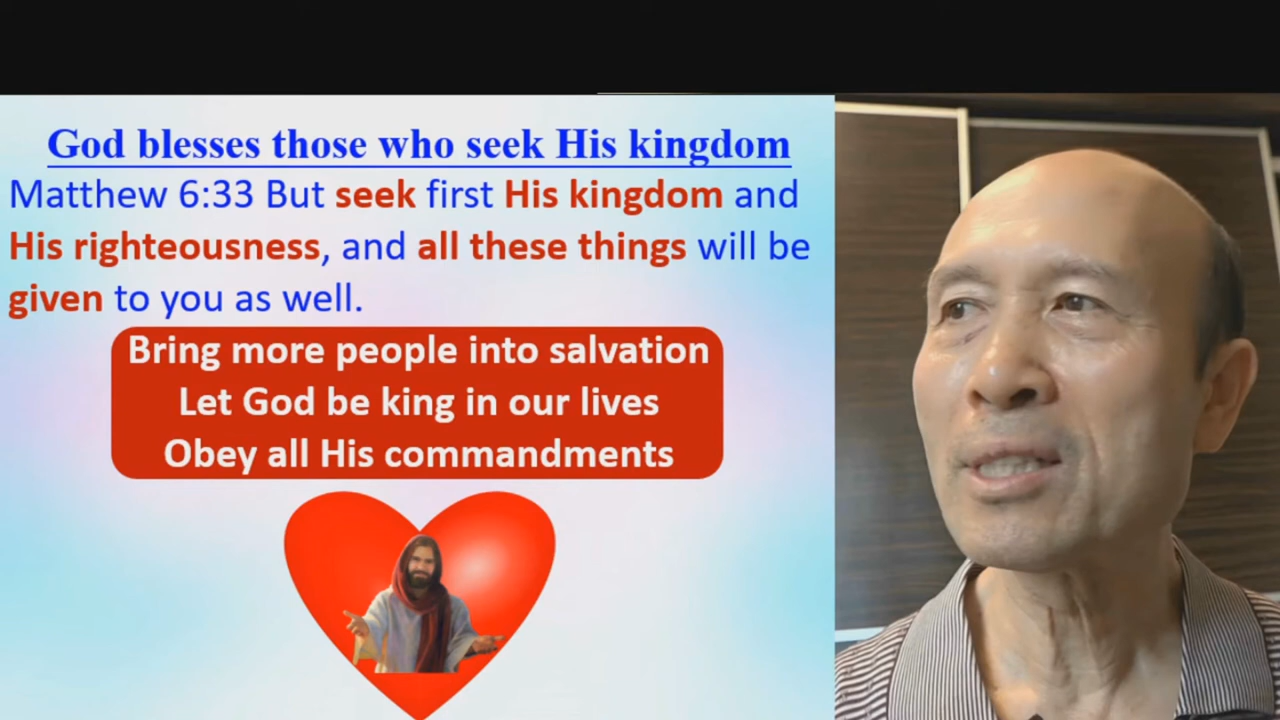 God blesses those who seek His kingdom
Matthew 6:33 But seek first His kingdom and
His righteousness, and all these things will be
given to you as well.
Bring more people into salvation
Let God be king in our lives
Obey all His commandments